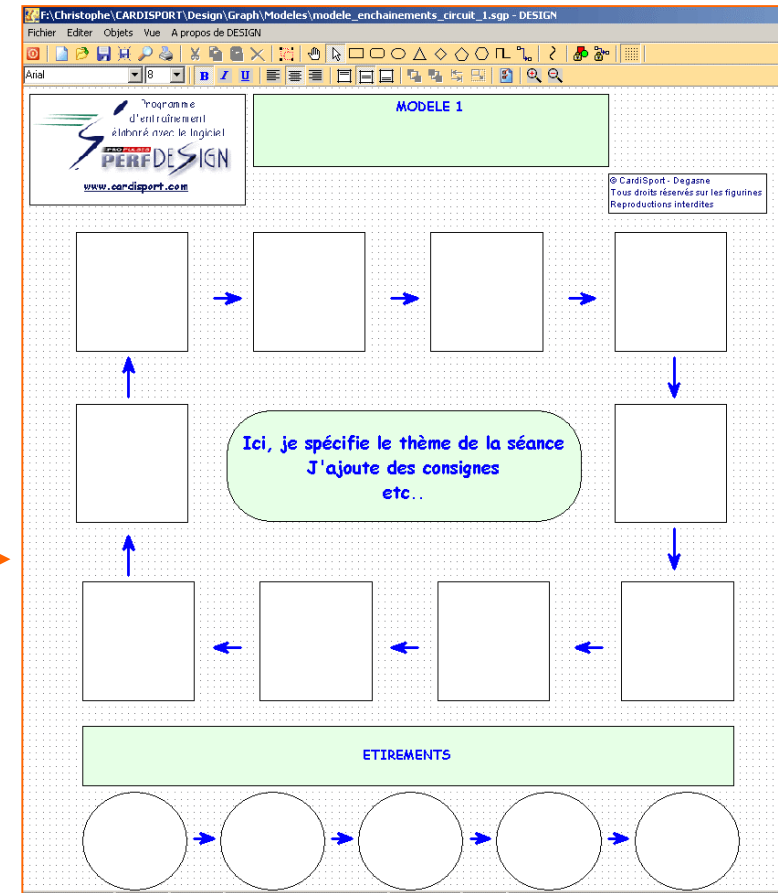 F:\Christophe\CARDISPORT\Design\Graph\Modeles\modele_enchainements_circuit_1.sgp - DESIGN
Fichier Editer Objets Vue A propos de DESIGN
Arial 8 B I U
Programme
d'entraînement
élaboré avec le logiciel
PERFDESIGN
www.cardisport.com
MODELE 1
© CardiSport - Degasne
Tous droits réservés sur les figurines
Reproductions interdites
Ici, je spécifie le thème de la séance
J'ajoute des consignes
etc..
ETIREMENTS